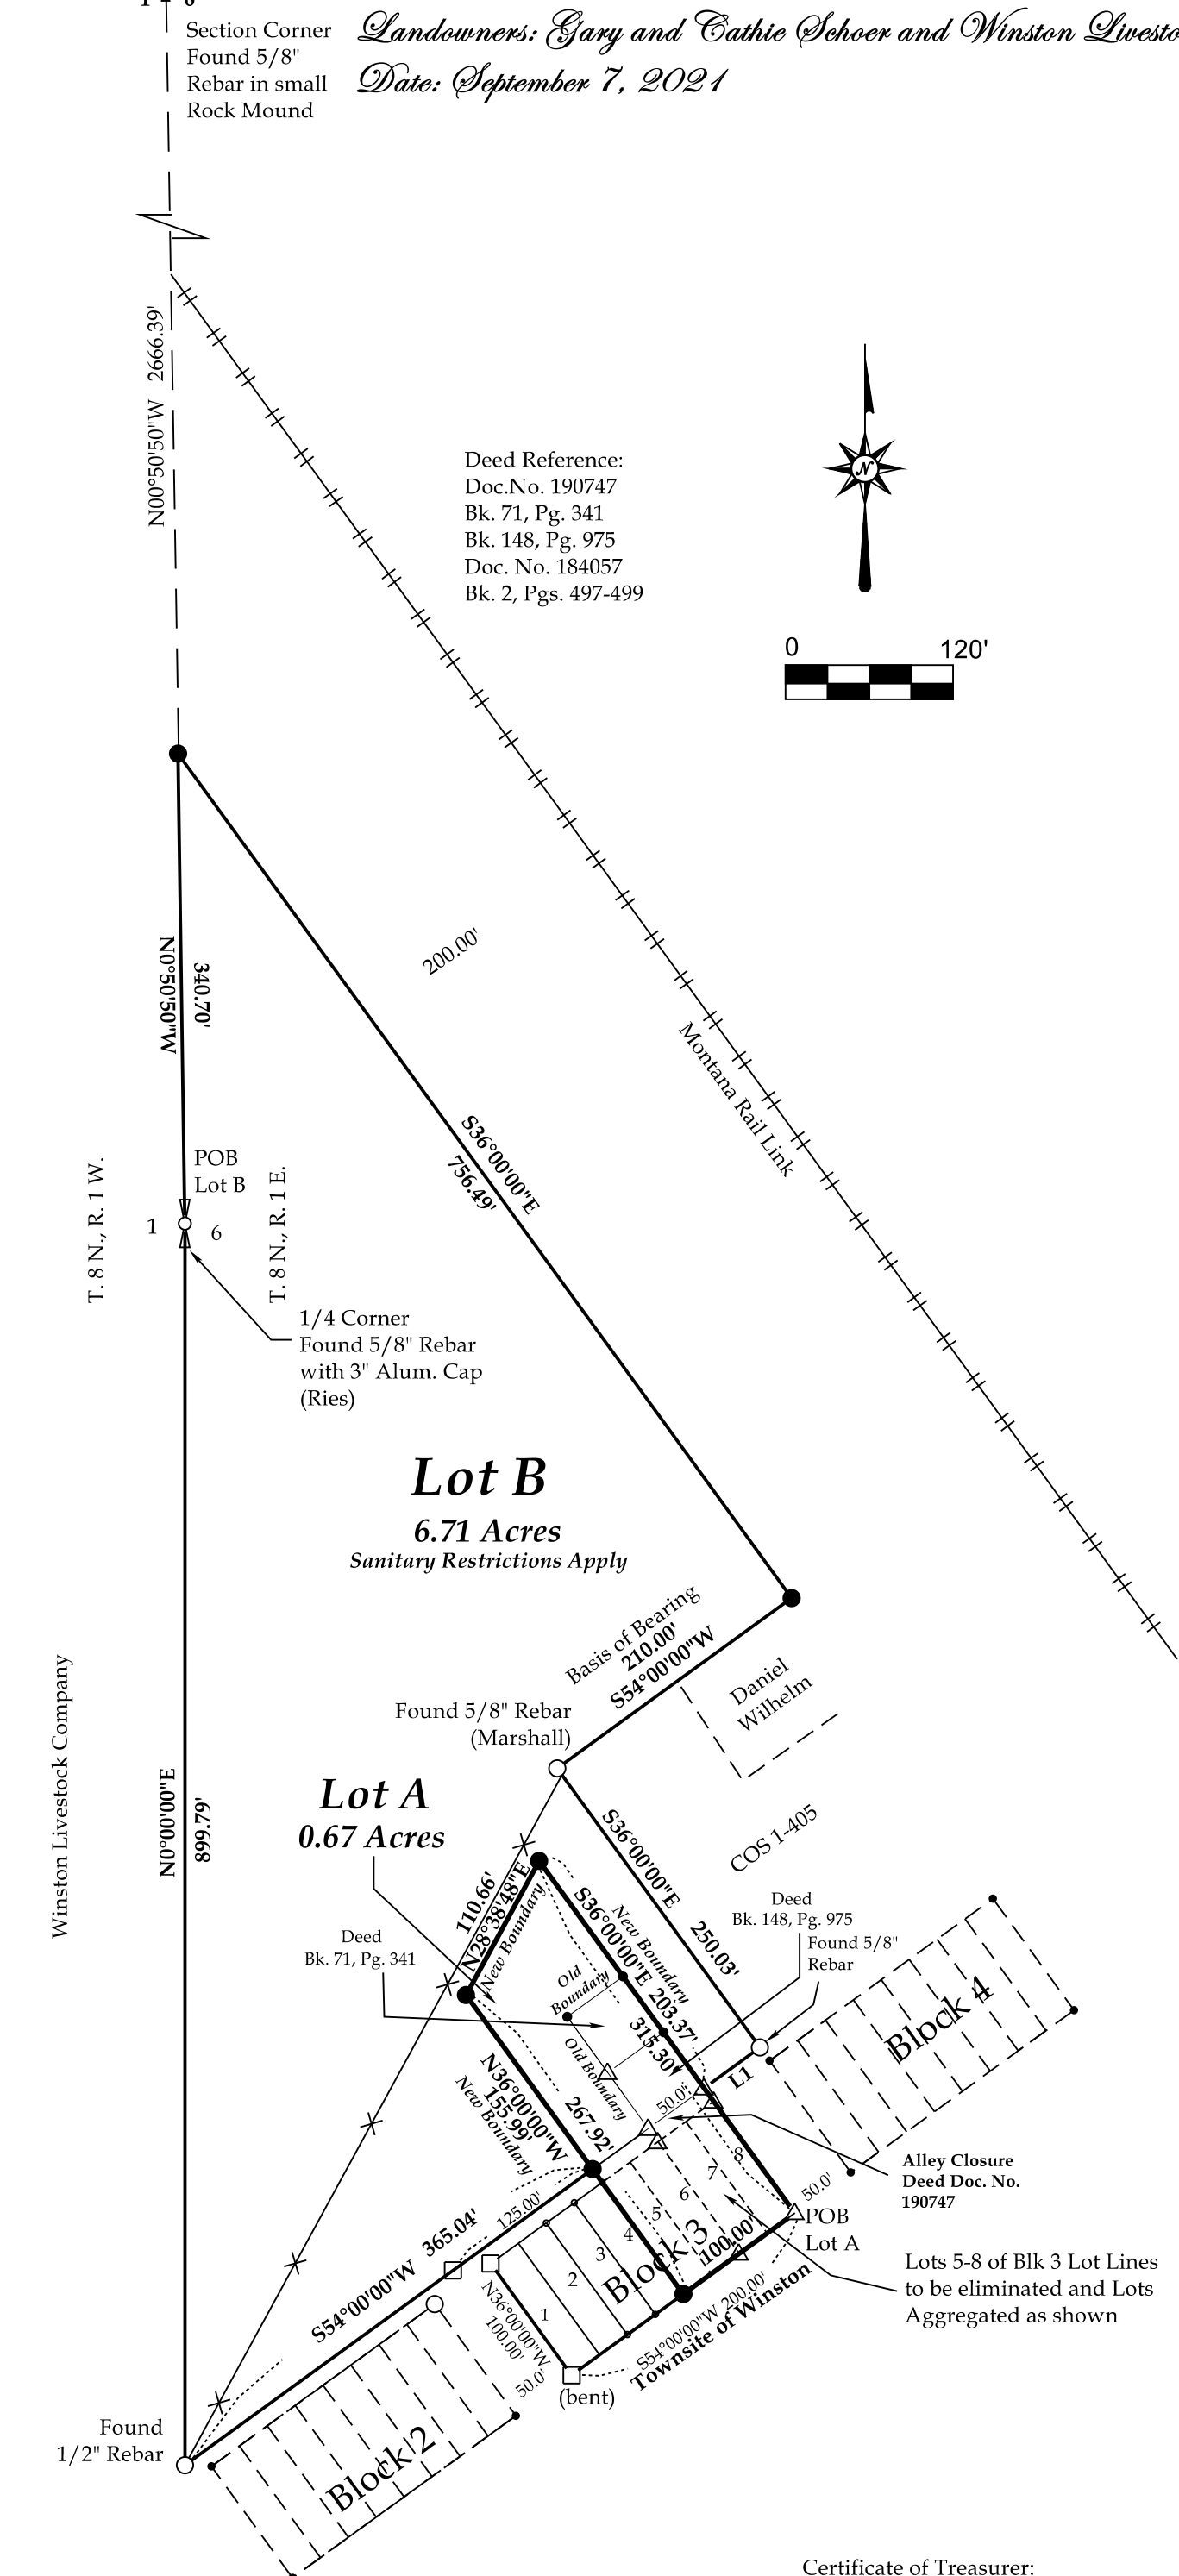 1 6
Section Corner
Found 5/8"
Rebar in small
Rock Mound
Landowners: Gary and Cathie Schoer and Winston Livesto
Date: September 7, 2021
N00°50'50"W 2666.39'
Deed Reference:
Doc.No. 190747
Bk. 71, Pg. 341
Bk. 148, Pg. 975
Doc. No. 184057
Bk. 2, Pgs. 497-499
N
0 120'
N0°50'50"W
340.70'
200.00'
Montana Rail Link
S36°00'00"E
756.49'
POB
Lot B
T. 8 N., R. 1 W.
1 6
T. 8 N., R. 1 E.
1/4 Corner
Found 5/8" Rebar
with 3" Alum. Cap
(Ries)
Lot B
6.71 Acres
Sanitary Restrictions Apply
Basis of Bearing
210.00'
S54°00'00"W
Daniel
Wilhelm
Found 5/8" Rebar
(Marshall)
Winston Livestock Company
N0°00'00"E
899.79'
Lot A
0.67 Acres
COS 1-405
S36°00'00"E 250.03'
110.66'
N28°38'48"E
New Boundary
New Boundary
S36°00'00"E 203.37'
315.30'
Deed
Bk. 148, Pg. 975
Found 5/8"
Rebar
Deed
Bk. 71, Pg. 341
Old
Boundary
Old Boundary
Block 4
L1
50.0'
N36°00'00"W
155.99'
New Boundary
267.92'
Alley Closure
Deed Doc. No.
190747
8
7
6
5
4
3
2
1
Block 3
50.0'
POB
Lot A
100.00'
125.00'
S54°00'00"W 365.04'
Lots 5-8 of Blk 3 Lot Lines
to be eliminated and Lots
Aggregated as shown
N36°00'00"W
100.00'
S54°00'00"W 200.00'
Townsite of Winston
50.0'
(bent)
Found
1/2" Rebar
Block 2
Certificate of Treasurer: